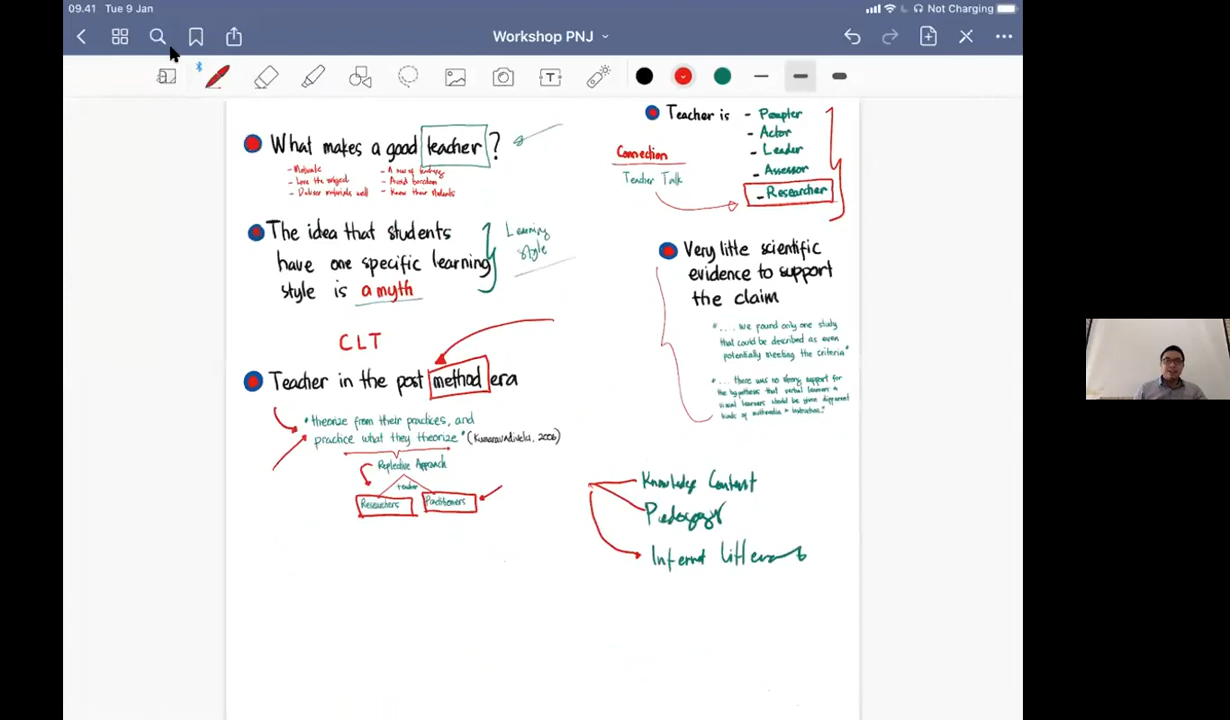 09.41 Tue 9 Jan
Not Charging
Workshop PNJ
What makes a good teacher ?
- Motivate
- Love the subject
- Deliver materials well
- Avoid boredom
- Know their students
The idea that students
have one specific learning
style is a myth
Learning
style
CLT
Teacher in the post method era
"theorize from their practices, and
practice what they theorize" (Kumaravadivelu, 2006)
Reflective Approach
teacher
Researchers
Practitioners
Teacher is
- Actor
- Leader
- Assessor
- Researcher
Connection
Teacher Talk
Very little scientific
evidence to support
the claim
".... we found only one study
that could be described as even
potentially meeting the criteria"
".... there was no strong support for
the hypothesis that verbal learners &
visual learners should be given different
kinds of multimedia instruction."
Knowledge Content
Internet